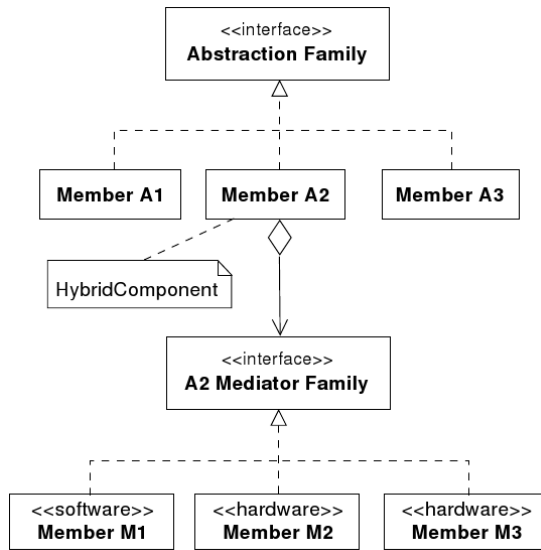 <<interface>>
Abstraction Family
Member A1
Member A2
Member A3
HybridComponent
<<interface>>
A2 Mediator Family
<<software>>
Member M1
<<hardware>>
Member M2
<<hardware>>
Member M3